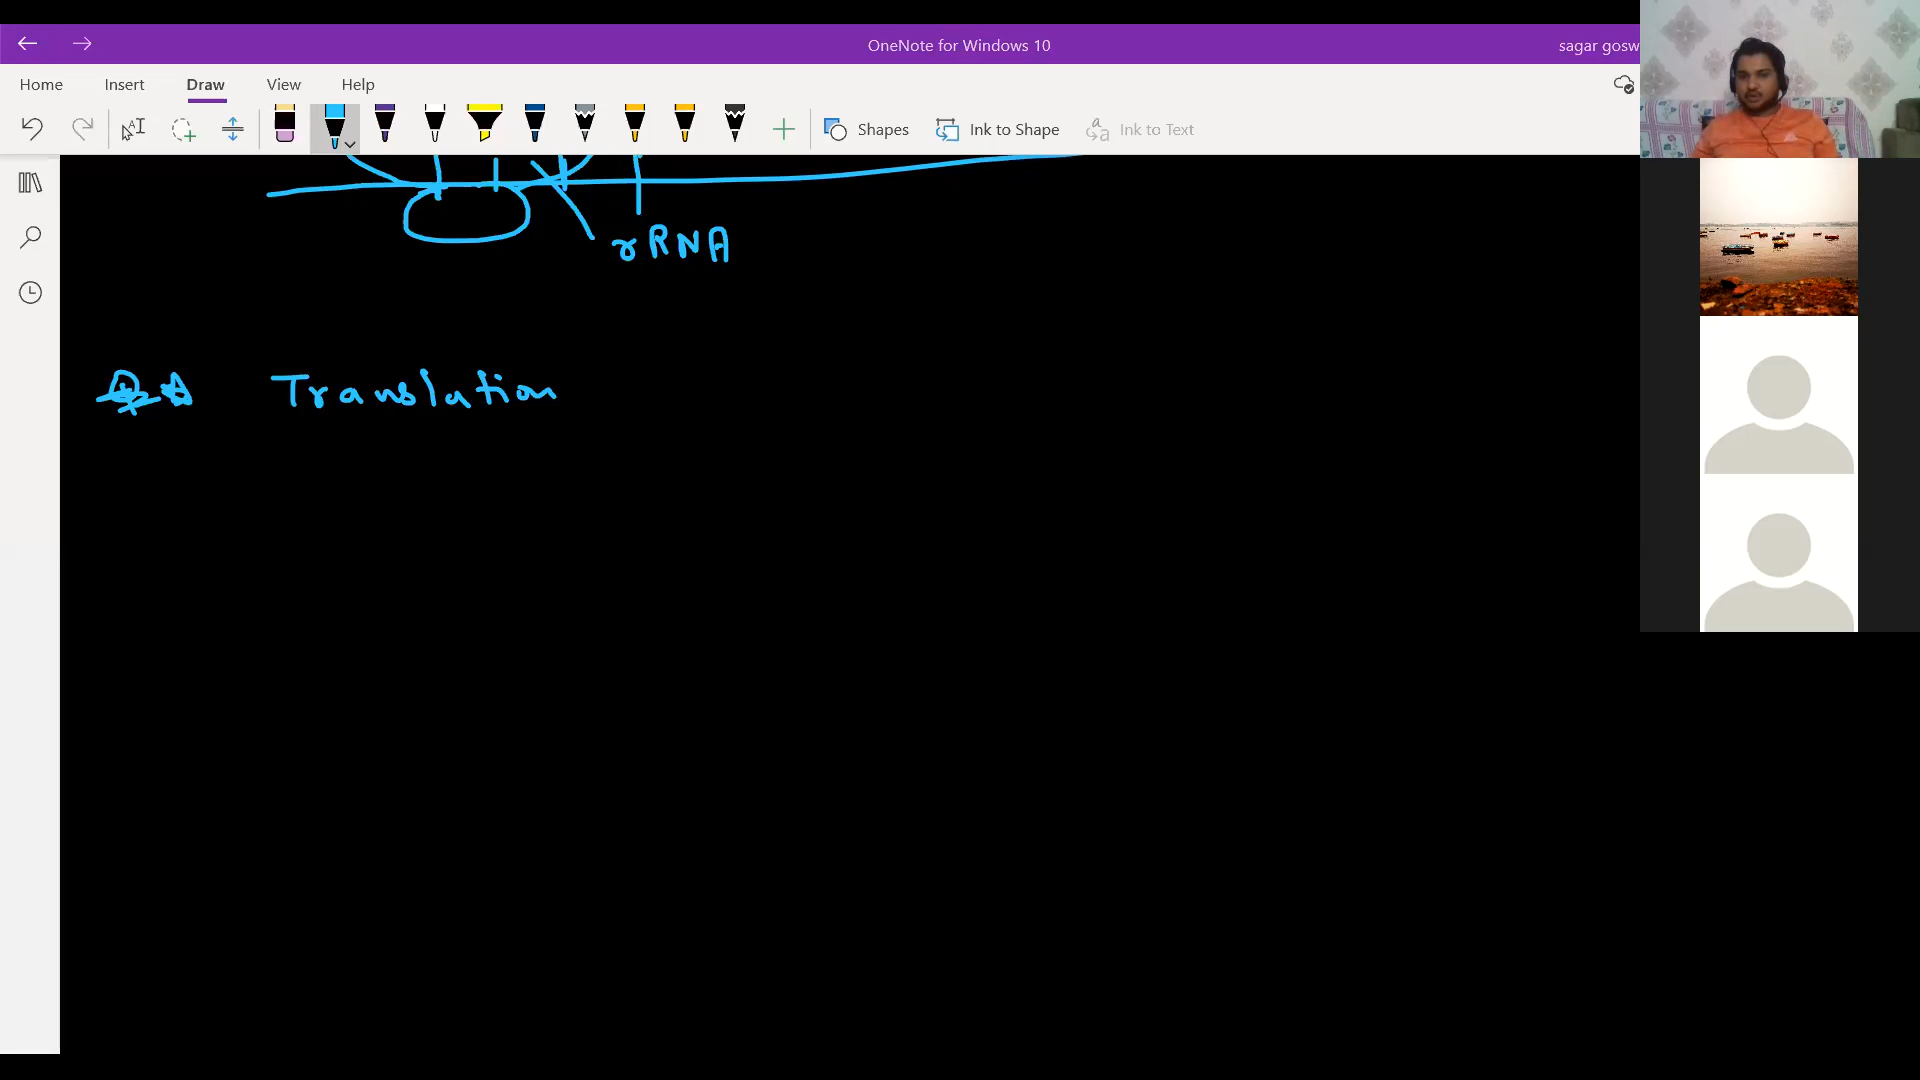 OneNote for Windows 10
sagar gosw
Home Insert Draw View Help
Shapes Ink to Shape Ink to Text
rRNA
Translation